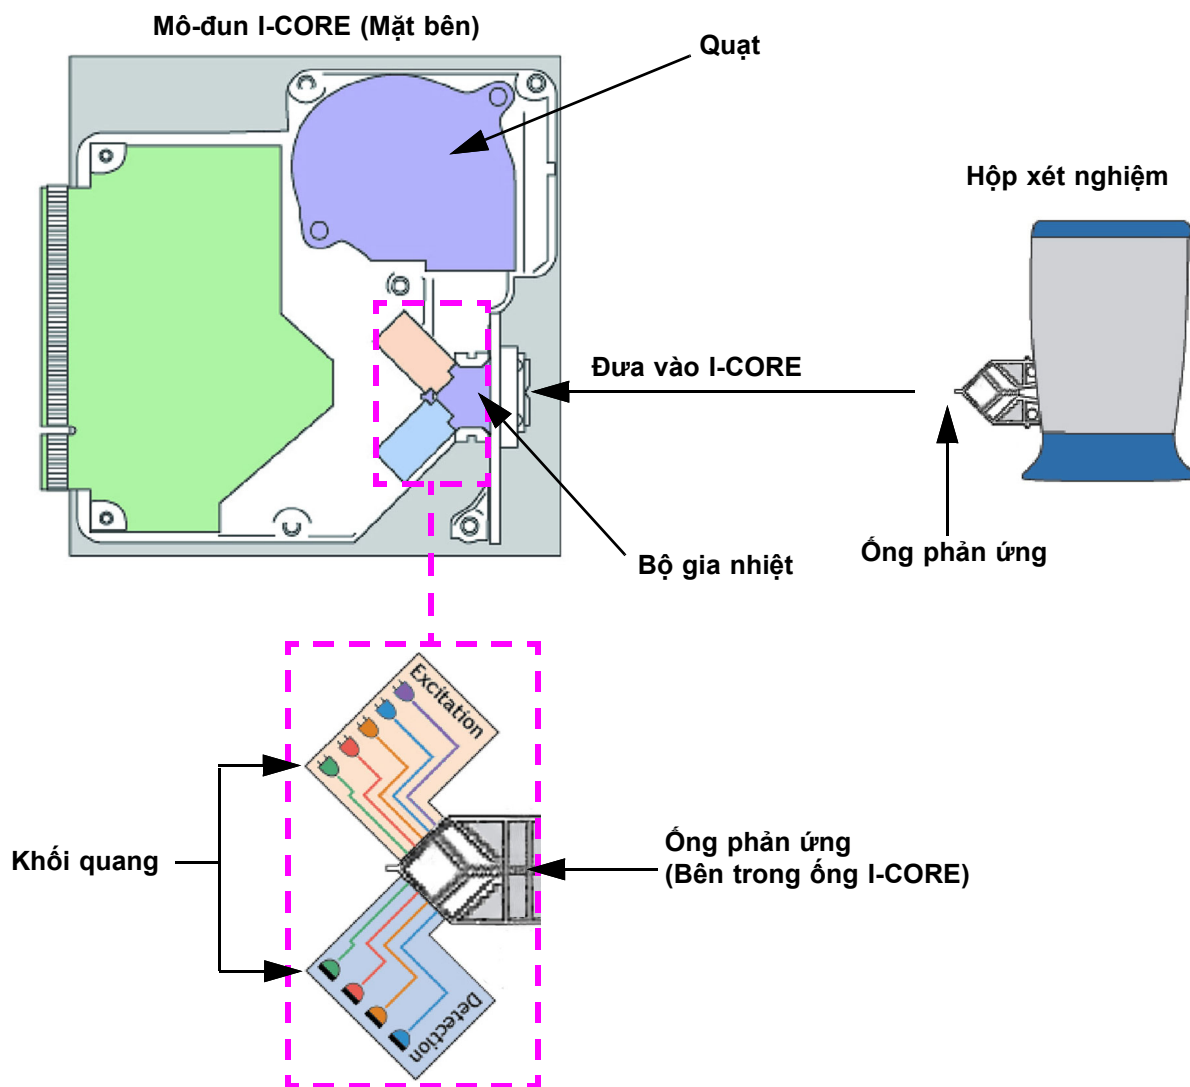 Mô-đun I-CORE (Mặt bên)
Quạt
Hộp xét nghiệm
Đưa vào I-CORE
Ống phản ứng
Bộ gia nhiệt
Excitation
Khối quang
Ống phản ứng
(Bên trong ống I-CORE)
Detection